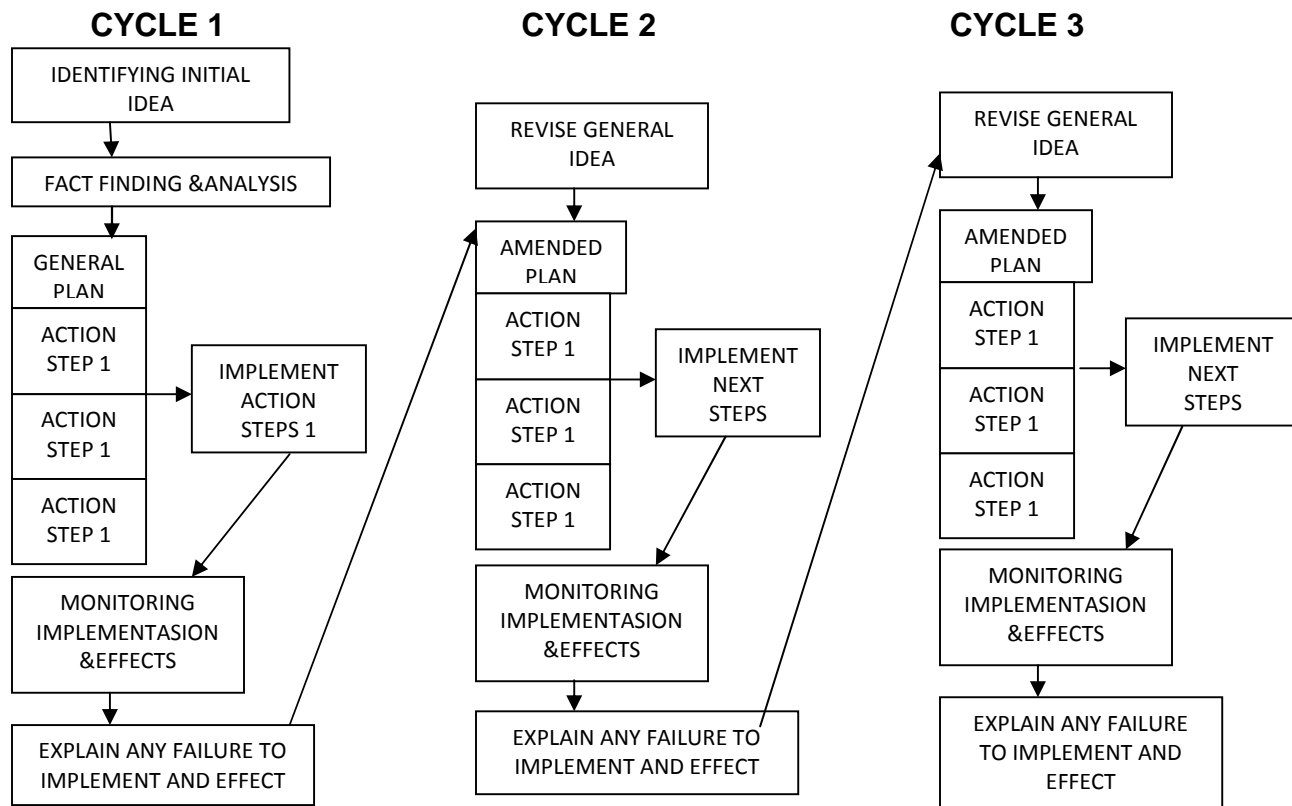 CYCLE 1
IDENTIFYING INITIAL
IDEA
FACT FINDING &ANALYSIS
GENERAL
PLAN
ACTION
STEP 1
ACTION
STEP 1
ACTION
STEP 1
IMPLEMENT
ACTION
STEPS 1
MONITORING
IMPLEMENTASION
&EFFECTS
EXPLAIN ANY FAILURE TO
IMPLEMENT AND EFFECT
CYCLE 2
REVISE GENERAL
IDEA
AMENDED
PLAN
ACTION
STEP 1
ACTION
STEP 1
ACTION
STEP 1
IMPLEMENT
NEXT
STEPS
MONITORING
IMPLEMENTASION
&EFFECTS
EXPLAIN ANY FAILURE TO
IMPLEMENT AND EFFECT
CYCLE 3
REVISE GENERAL
IDEA
AMENDED
PLAN
ACTION
STEP 1
ACTION
STEP 1
ACTION
STEP 1
IMPLEMENT
NEXT
STEPS
MONITORING
IMPLEMENTASION
&EFFECTS
EXPLAIN ANY FAILURE
TO IMPLEMENT AND
EFFECT